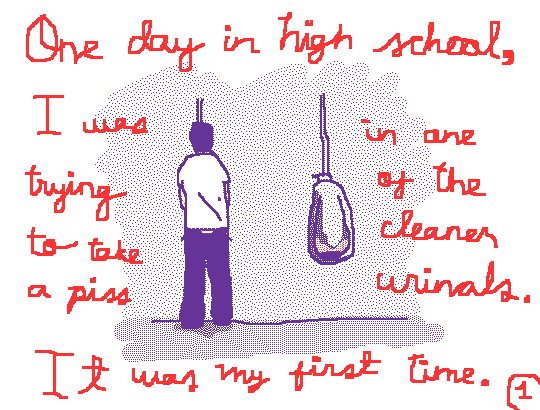 One day in high school,
I was
trying
to take
a piss
in one
of the
cleaner
urinals.
It was my first time.
1